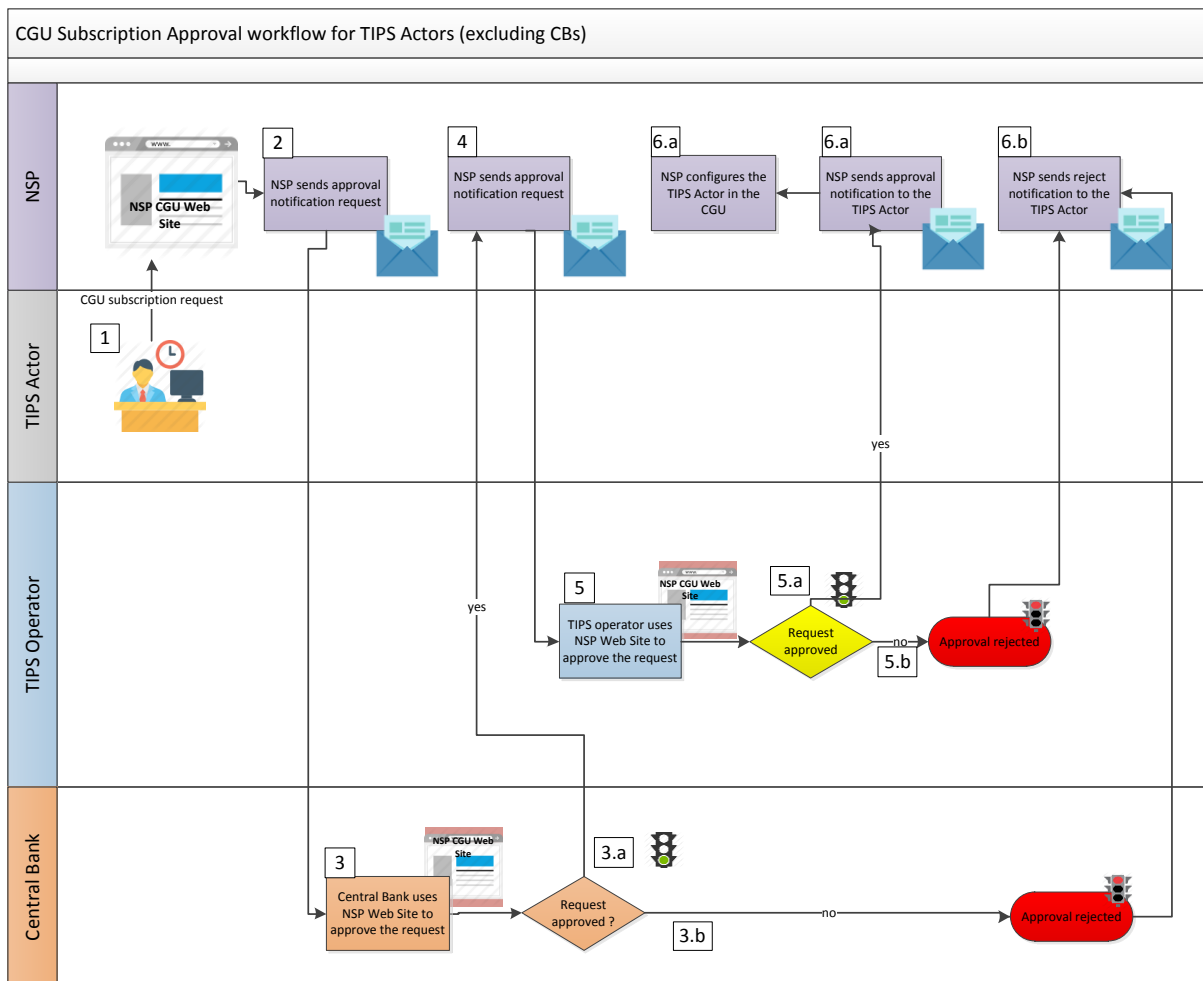 CGU Subscription Approval workflow for TIPS Actors (excluding CBs)
NSP
www.
NSP CGU Web
Site
2
NSP sends approval
notification request
4
NSP sends approval
notification request
6.a
NSP configures the
TIPS Actor in the
CGU
6.a
NSP sends approval
notification to the
TIPS Actor
6.b
NSP sends reject
notification to the
TIPS Actor
TIPS Actor
CGU subscription request
1
yes
TIPS Operator
yes
5
TIPS operator uses
NSP Web Site to
approve the request
www.
NSP CGU Web
Site
5.a
Request
approved
no
5.b
Approval rejected
Central Bank
3
Central Bank uses
NSP Web Site to
approve the request
NSP CGU Web
Site
3.a
Request
approved ?
no
3.b
Approval rejected